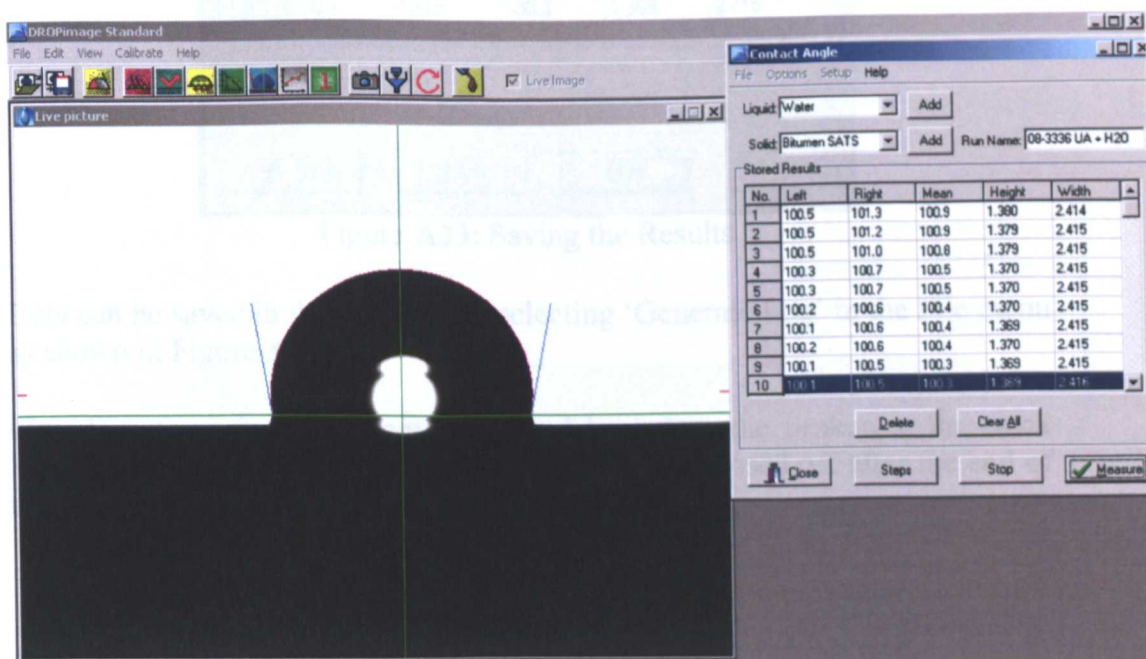 DROPimage Standard
File Edit View Calibrate Help
Live Image
Live picture
Contact Angle
File Options Setup Help
Liquid: Water Add
Solid: Bitumen SATS Add Run Name: 08-3336 UA + H20
Stored Results
No. Left Right Mean Height Width
1 100.5 101.3 100.9 1.380 2.414
2 100.5 101.2 100.9 1.379 2.415
3 100.5 101.0 100.8 1.379 2.415
4 100.3 100.7 100.5 1.370 2.415
5 100.3 100.7 100.5 1.370 2.415
6 100.2 100.6 100.4 1.370 2.415
7 100.1 100.6 100.4 1.369 2.415
8 100.2 100.6 100.4 1.370 2.415
9 100.1 100.5 100.3 1.369 2.415
10 100.1 100.5 100.3 1.369 2.416
Delete Clear All
Close Steps Stop Measure
Figure A11: Saving the Results
can be saved selecting